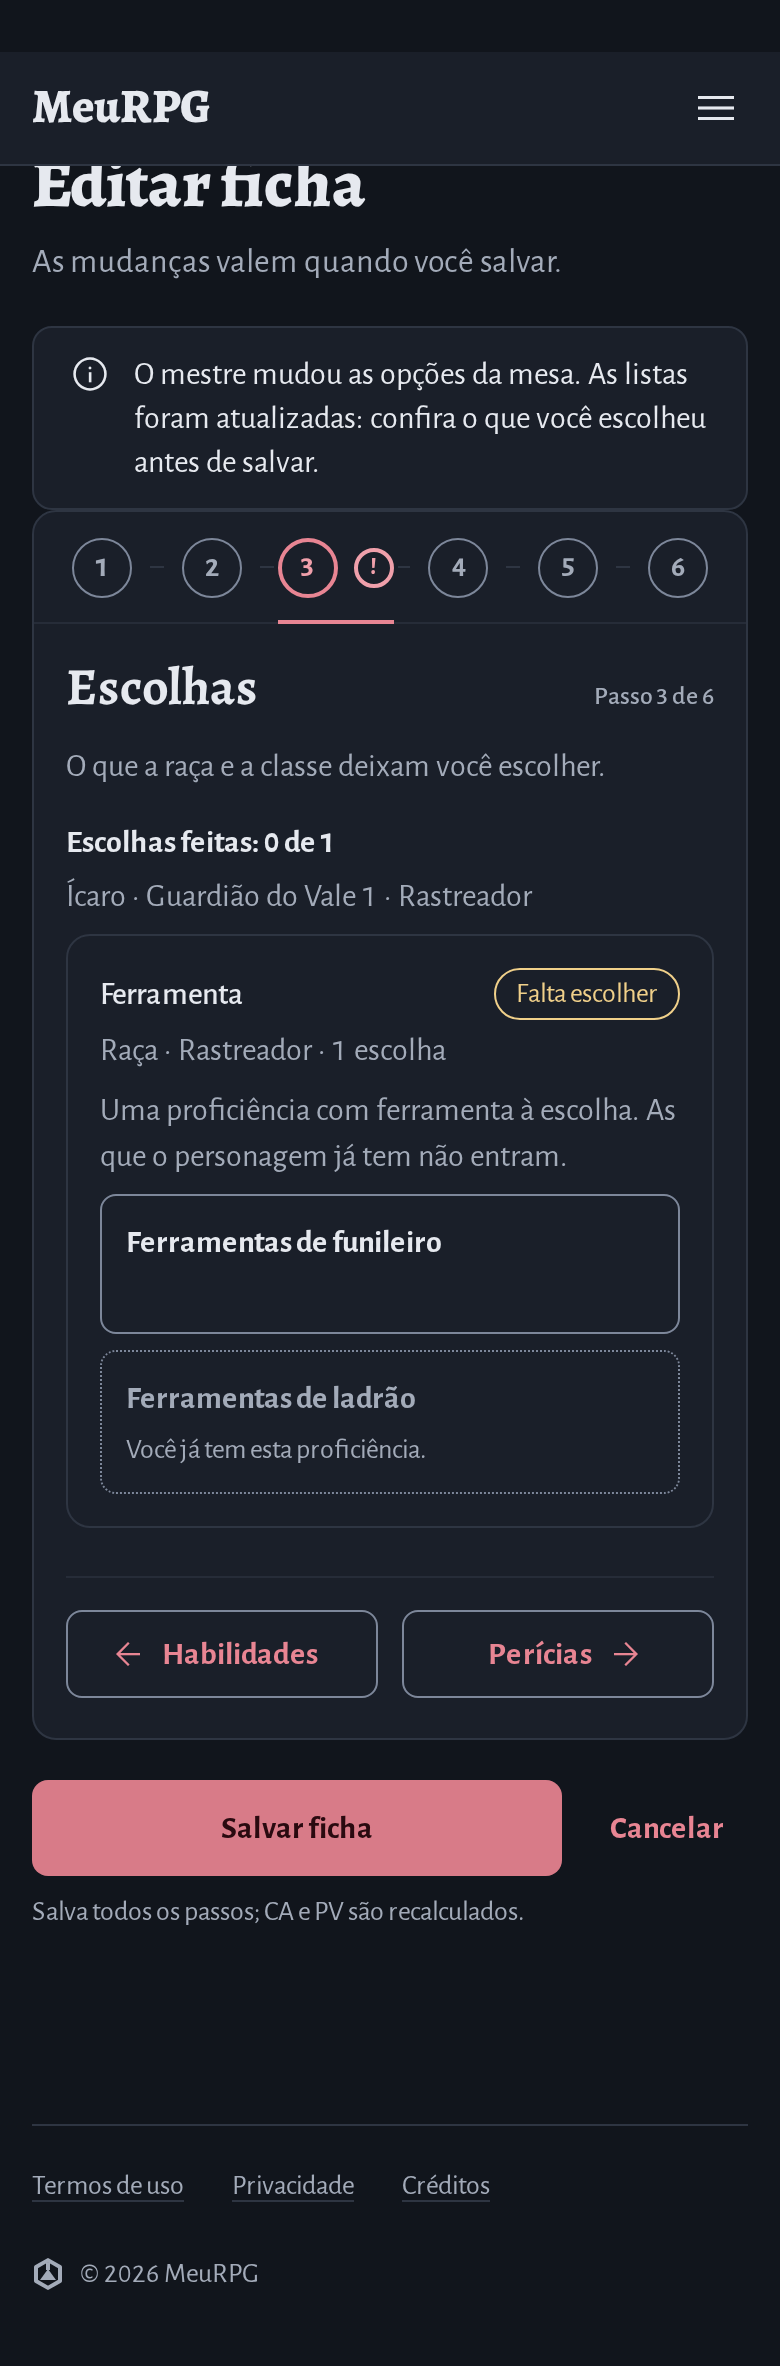 MeuRPG
Editar ficha
As mudanças valem quando você salvar.
O mestre mudou as opções da mesa. As listas
foram atualizadas: confira o que você escolheu
antes de salvar.
1 2 3 ! 4 5 6
Escolhas
Passo 3 de 6
O que a raça e a classe deixam você escolher.
Escolhas feitas: 0 de 1
Ícaro · Guardião do Vale 1 · Rastreador
Ferramenta
Falta escolher
Raça · Rastreador · 1 escolha
Uma proficiência com ferramenta à escolha. As
que o personagem já tem não entram.
Ferramentas de funileiro
Ferramentas de ladrão
Você já tem esta proficiência.
← Habilidades
Perícias →
Salvar ficha
Cancelar
Salva todos os passos; CA e PV são recalculados.
Termos de uso
Privacidade
Créditos
© 2026 MeuRPG